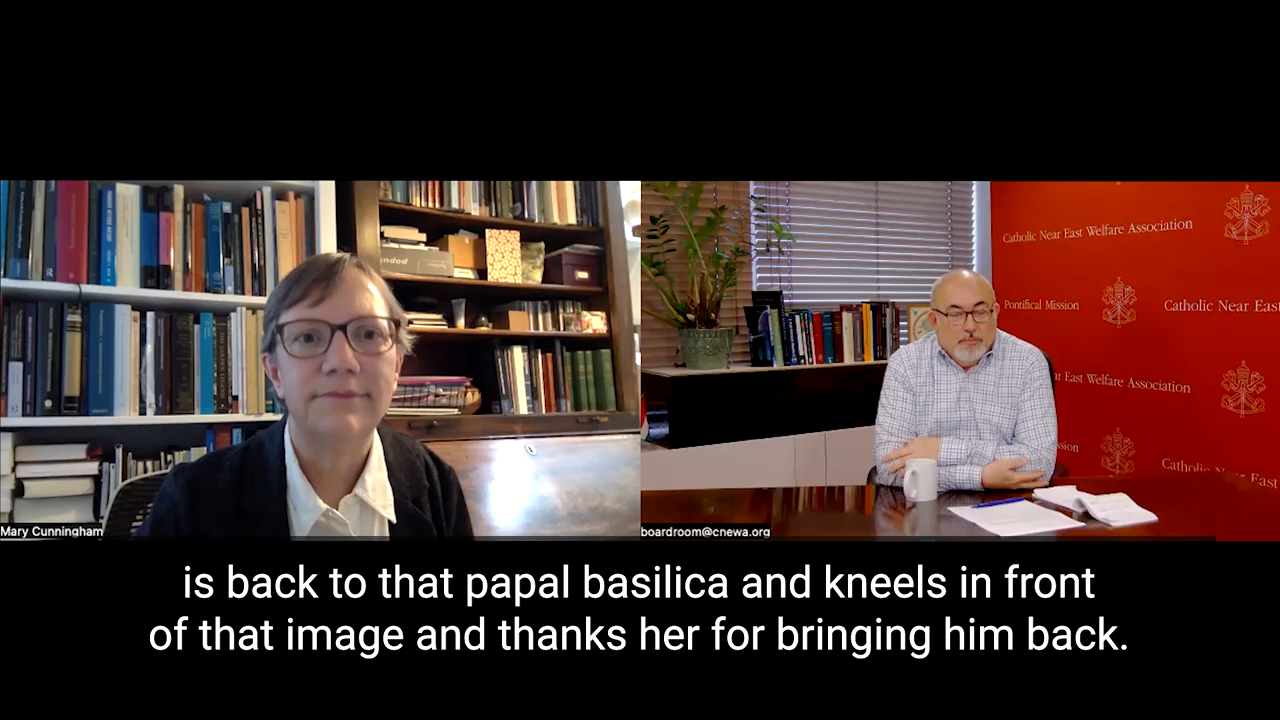 Catholic Near East Welfare Association
Pontifical Mission
Catholic Near East
ar East Welfare Association
ssion
Catholic Near East
Mary Cunningham
boardroom@cnewa.org
is back to that papal basilica and kneels in front
of that image and thanks her for bringing him back.